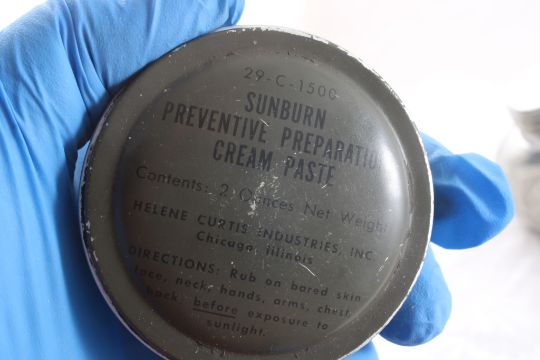 29-C-1500
SUNBURN
PREVENTIVE PREPARATION
CREAM PASTE
Contents: 2 Ounces Net Weight
HELENE CURTIS INDUSTRIES, INC.
Chicago, Illinois
DIRECTIONS: Rub on bared skin
face, neck, hands, arms, chest,
back, before exposure to
sunlight.